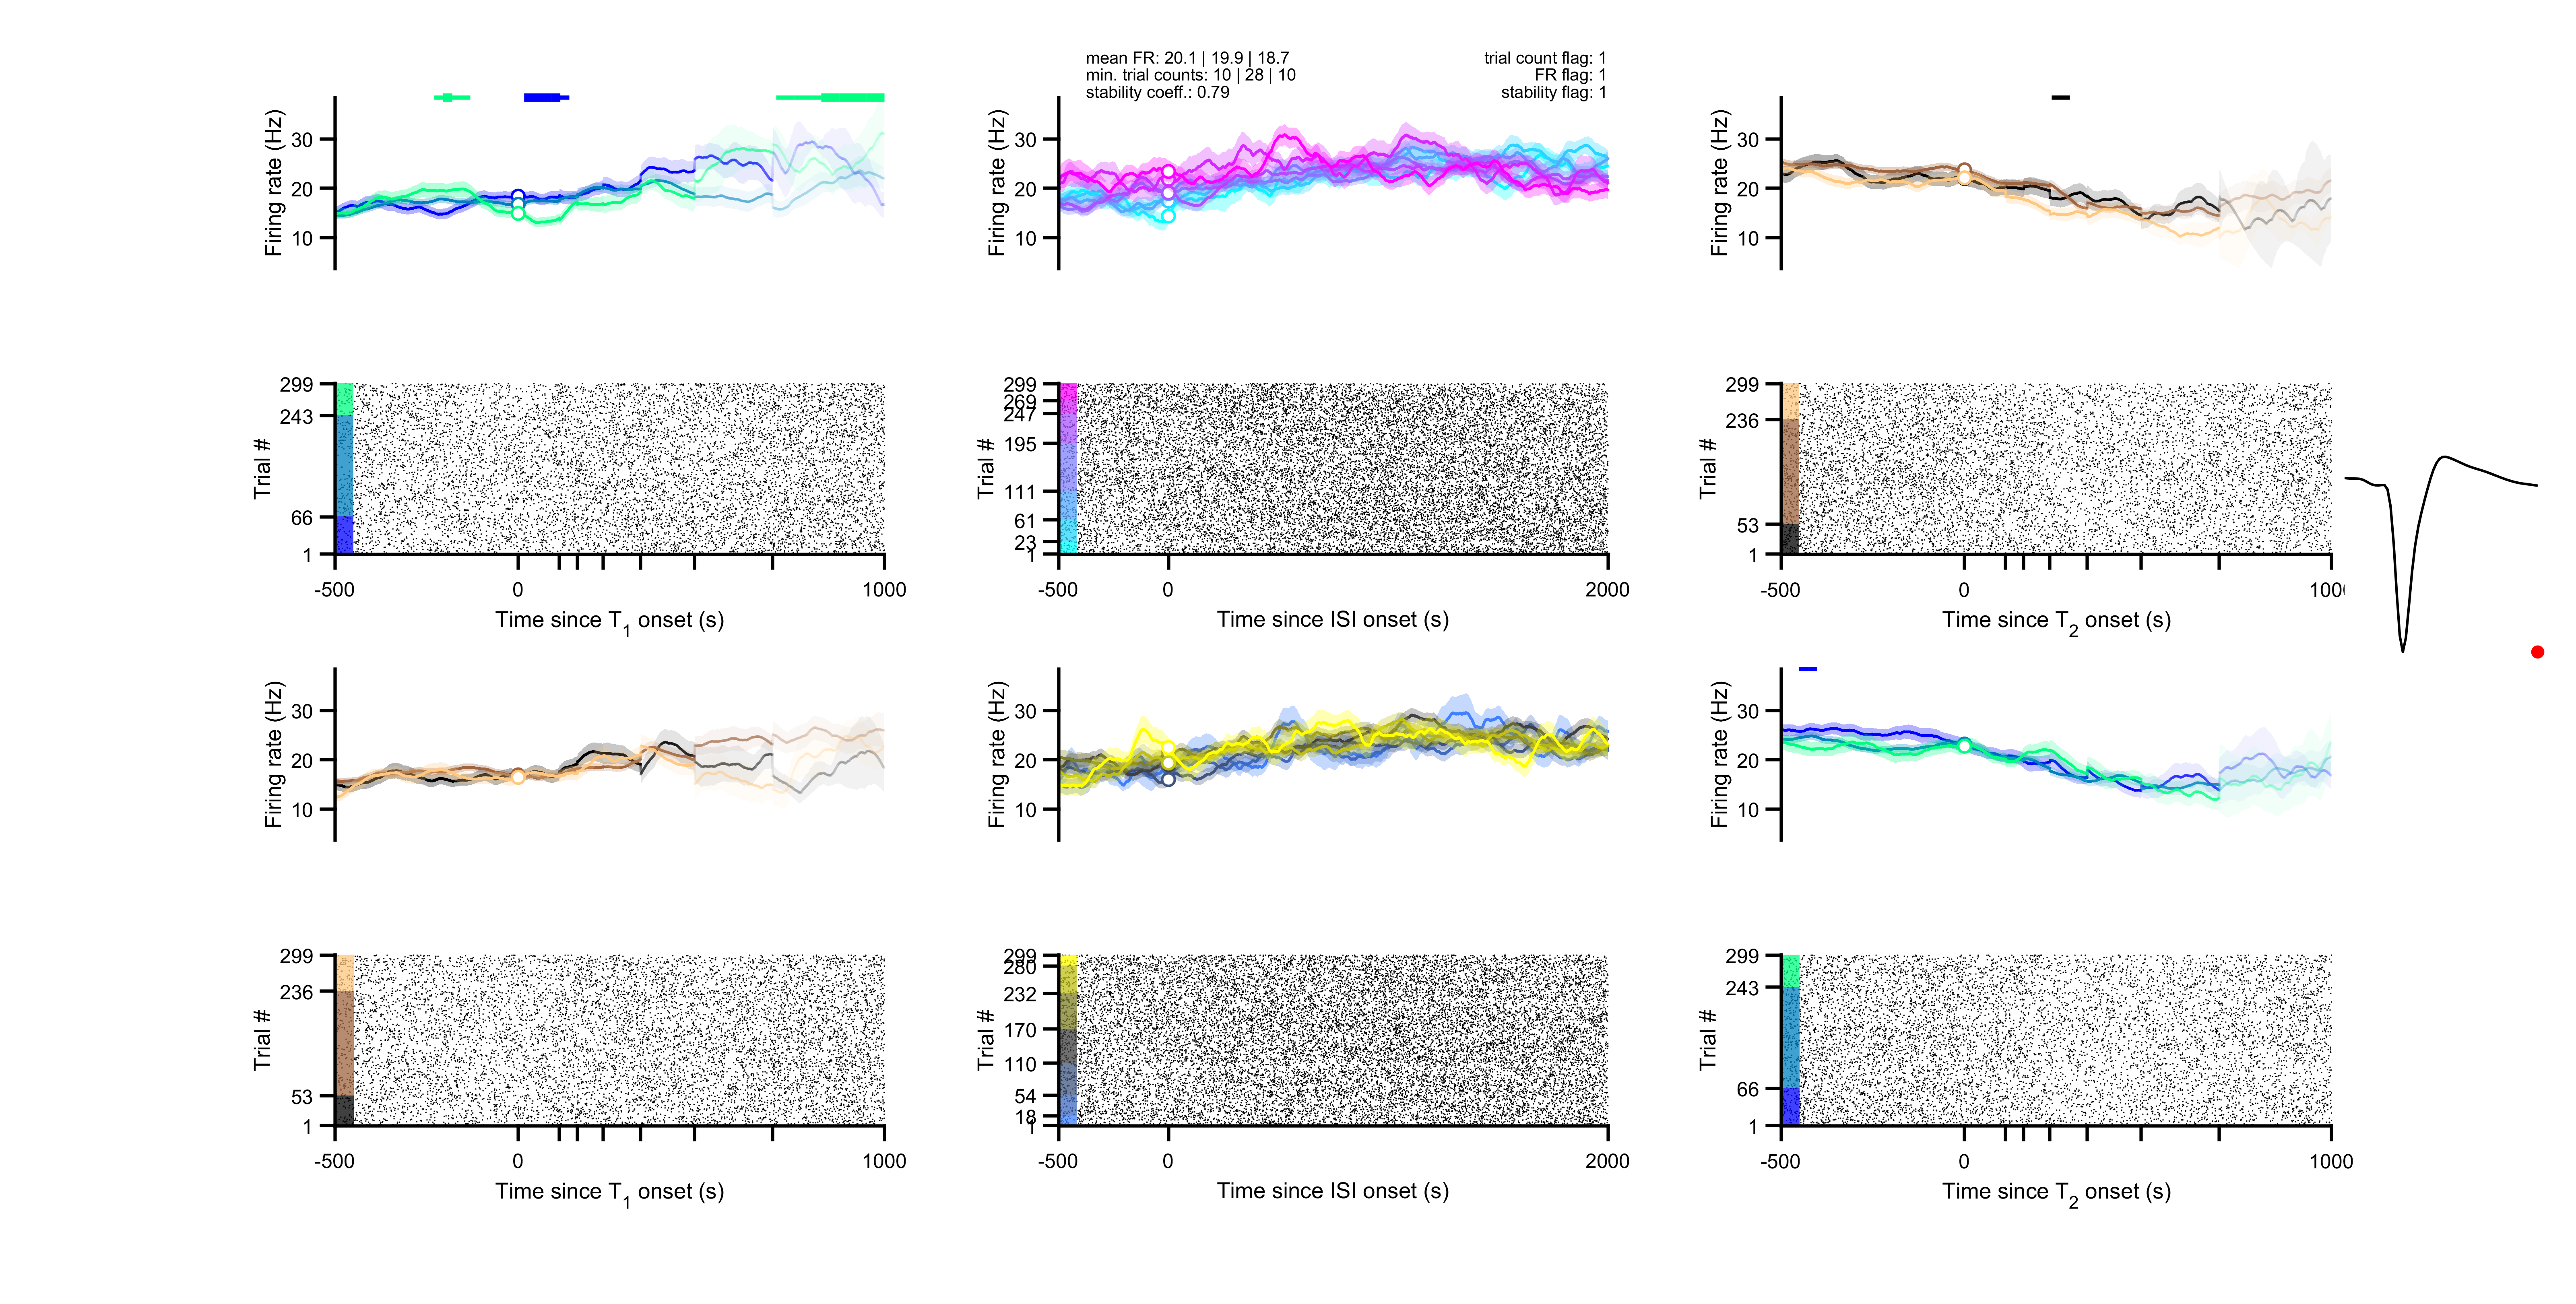 mean FR: 20.1 | 19.9 | 18.7
min. trial counts: 10 | 28 | 10
stability coeff.: 0.79
trial count flag: 1
FR flag: 1
stability flag: 1
Firing rate (Hz)
30
20
10
Firing rate (Hz)
30
20
10
Firing rate (Hz)
30
20
10
Trial #
299
243
66
1
-500
0
1000
Time since T1 onset (s)
Trial #
299
269
247
195
111
61
23
1
-500
0
2000
Time since ISI onset (s)
Trial #
299
236
53
1
-500
0
Time since T2 onset (s)
Firing rate (Hz)
30
20
10
Firing rate (Hz)
30
20
10
Firing rate (Hz)
30
20
10
Trial #
299
236
53
1
-500
0
1000
Time since T1 onset (s)
Trial #
299
280
232
170
110
54
18
1
-500
0
2000
Time since ISI onset (s)
Trial #
299
243
66
1
-500
0
1000
Time since T2 onset (s)